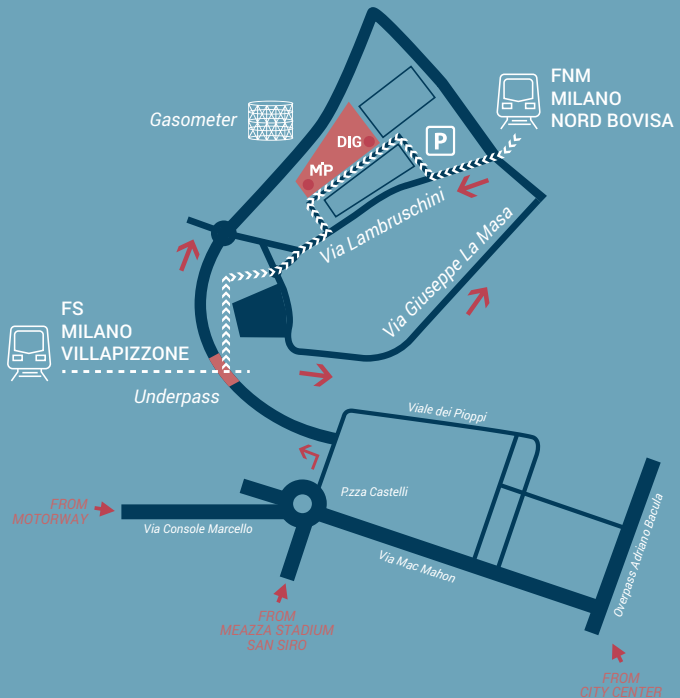 FNM
MILANO
NORD BOVISA
Gasometer
P
DIG
MIP
Via Lambruschini
Via Giuseppe La Masa
FS
MILANO
VILLAPIZZONE
Underpass
Viale dei Pioppi
P.zza Castelli
FROM
MOTORWAY
Via Console Marcello
Via Mac Mahon
Overpass Adriano Bacula
FROM
MEAZZA STADIUM
SAN SIRO
FROM
CITY CENTER